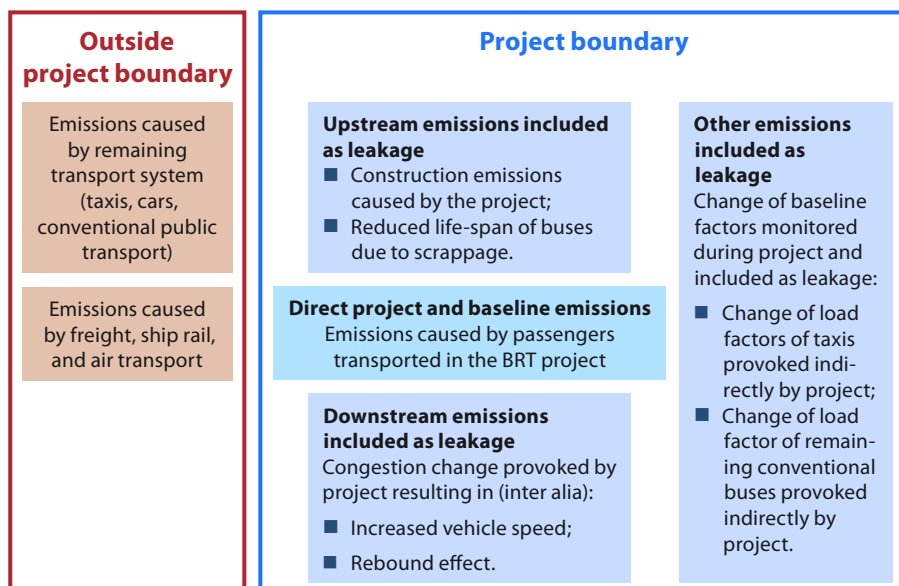 Outside
project boundary
Emissions caused
by remaining
transport system
(taxis, cars,
conventional public
transport)
Emissions caused
by freight, ship rail,
and air transport
Project boundary
Upstream emissions included
as leakage
■ Construction emissions
caused by the project;
■ Reduced life-span of buses
due to scrappage.
Direct project and baseline emissions
Emissions caused by passengers
transported in the BRT project
Downstream emissions
included as leakage
Congestion change provoked by
project resulting in (inter alia):
■ Increased vehicle speed;
■ Rebound effect.
Other emissions
included as
leakage
Change of baseline
factors monitored
during project and
included as leakage:
■ Change of load
factors of taxis
provoked indi-
rectly by project;
■ Change of load
factor of remain-
ing conventional
buses provoked
indirectly by
project.